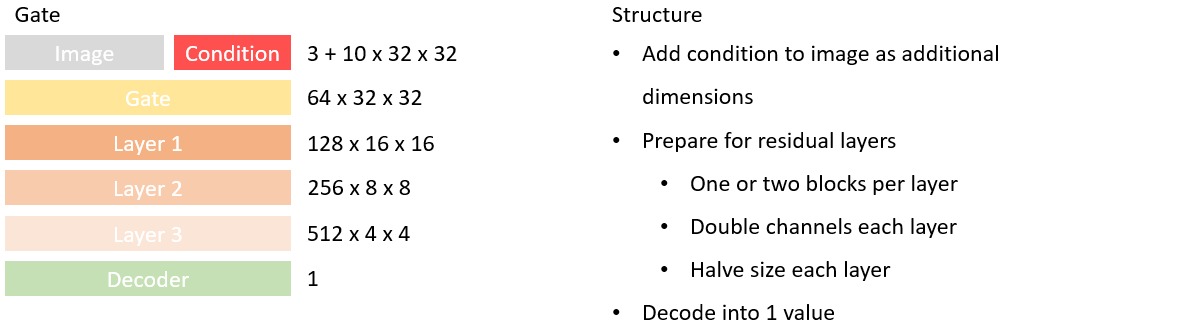 Gate
Image Condition 3 + 10 x 32 x 32
Gate 64 x 32 x 32
Layer 1 128 x 16 x 16
Layer 2 256 x 8 x 8
Layer 3 512 x 4 x 4
Decoder 1
Structure
• Add condition to image as additional
dimensions
• Prepare for residual layers
• One or two blocks per layer
• Double channels each layer
• Halve size each layer
• Decode into 1 value